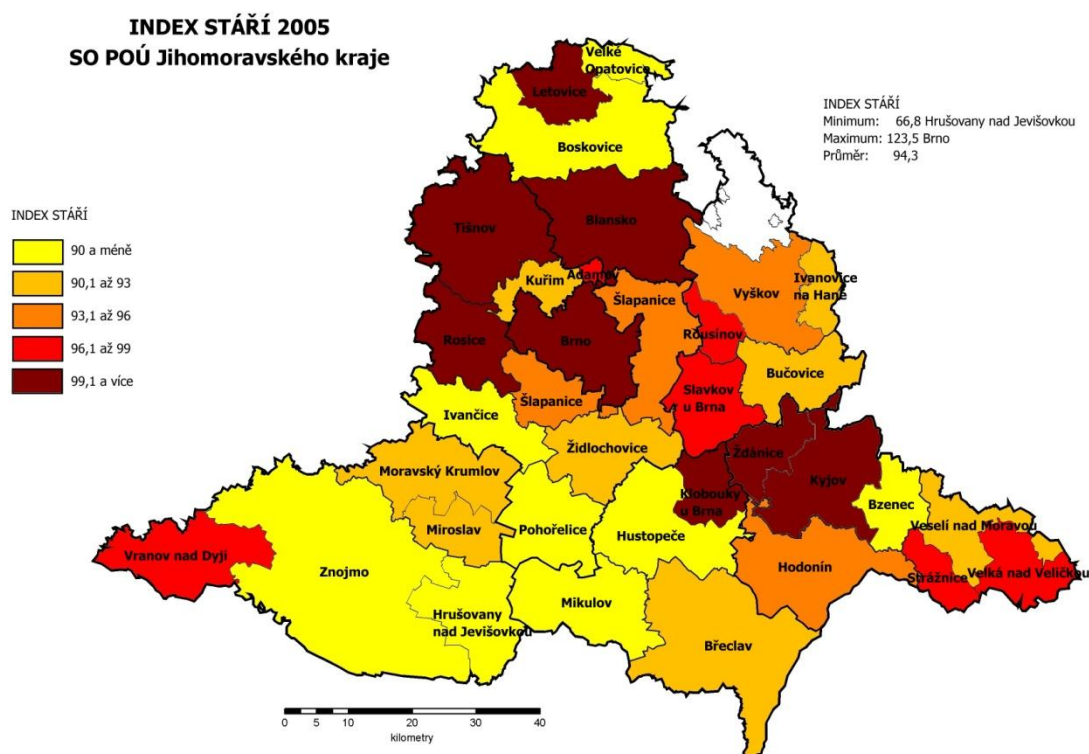 INDEX STÁŘÍ 2005
SO POÚ Jihomoravského kraje
INDEX STÁŘÍ
Minimum: 66,8 Hrušovany nad Jevišovkou
Maximum: 123,5 Brno
Průměr: 94,3
INDEX STÁŘÍ
90 a méně
90,1 až 93
93,1 až 96
96,1 až 99
99,1 a více
Velké
Opatovice
Letovice
Boskovice
Tišnov
Blansko
Kuřim
Adamov
Šlapanice
Vyškov
Ivanovice
na Hané
Rosice
Brno
Rousínov
Bučovice
Šlapanice
Slavkov
u Brna
Ivančice
Židlochovice
Ždánice
Moravský Krumlov
Kyjov
Klobouky
u Brna
Bzenec
Miroslav
Pohořelice
Hustopeče
Veselí nad Moravou
Vranov nad Dyjí
Znojmo
Hodonín
Strážnice
Velká nad Veličkou
Mikulov
Hrušovany
nad Jevišovkou
Břeclav
0 5 10 20 30 40
kilometry